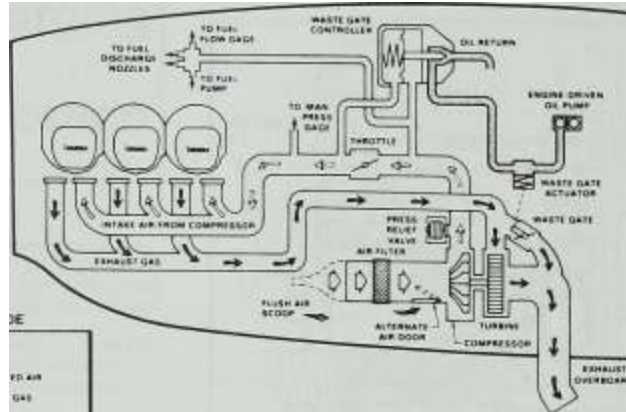 WASTE GATE
CONTROLLER
TO FUEL
FLOW GAGE
OIL RETURN
TO FUEL
DISCHARGE
NOZZLES
TO FUEL
PUMP
ENGINE DRIVEN
OIL PUMP
TO MAN
PRESS
GAGE
THROTTLE
WASTE GATE
ACTUATOR
INTAKE AIR FROM COMPRESSOR
PRESS
RELIEF
VALVE
WASTE GATE
EXHAUST GAS
AIR FILTER
FLUSH AIR
SCOOP
ALTERNATE
AIR DOOR
TURBINE
COMPRESSOR
EXHAUST
OVERBOAR
DE
ED AIR
GAS